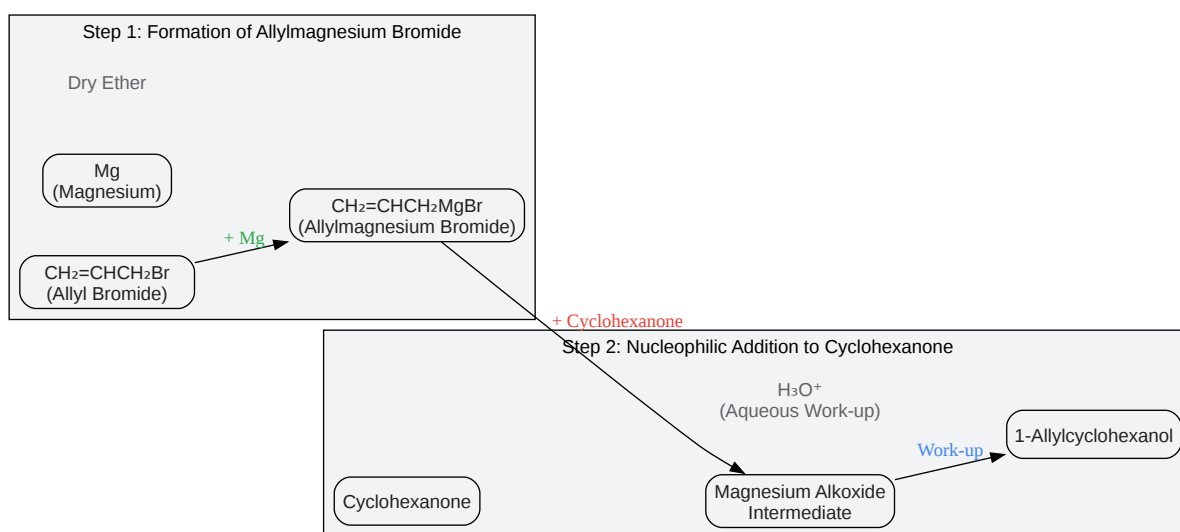 Step 1: Formation of Allylmagnesium Bromide
Dry Ether
Mg
(Magnesium)
CH₂=CHCH₂MgBr
(Allylmagnesium Bromide)
+ Mg
CH₂=CHCH₂Br
(Allyl Bromide)
+ Cyclohexanone
Step 2: Nucleophilic Addition to Cyclohexanone
H₃O⁺
(Aqueous Work-up)
1-Allylcyclohexanol
Work-up
Cyclohexanone
Magnesium Alkoxide
Intermediate